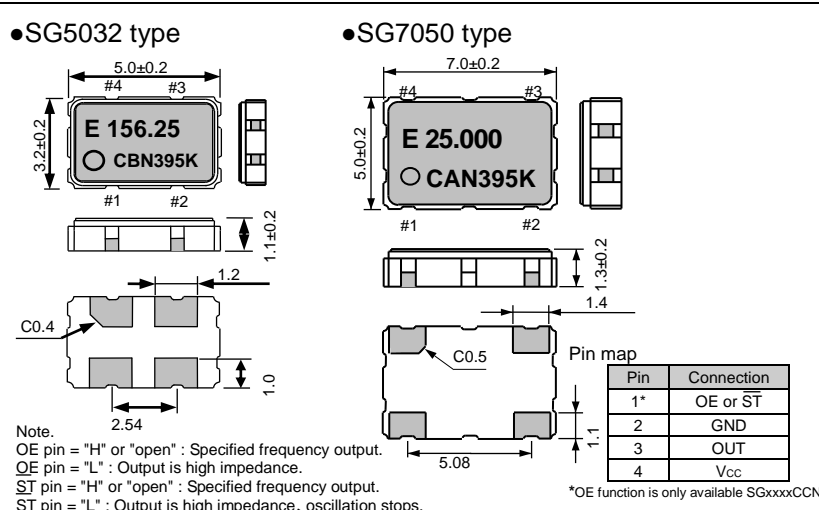 ●SG5032 type
5.0±0.2
#4 #3
3.2±0.2
E 156.25
CBN395K
#1 #2
1.1±0.2
1.2
C0.4
1.0
2.54
●SG7050 type
7.0±0.2
#4 #3
5.0±0.2
E 25.000
CAN395K
#1 #2
1.3±0.2
1.4
C0.5
1.1
5.08
Pin map
Pin Connection
1* OE or S̅T̅
2 GND
3 OUT
4 Vcc
*OE function is only available SGxxxxCCN
Note.
OE pin = "H" or "open" : Specified frequency output.
OE pin = "L" : Output is high impedance.
S̅T̅ pin = "H" or "open" : Specified frequency output.
S̅T̅ pin = "L" : Output is high impedance, oscillation stops.